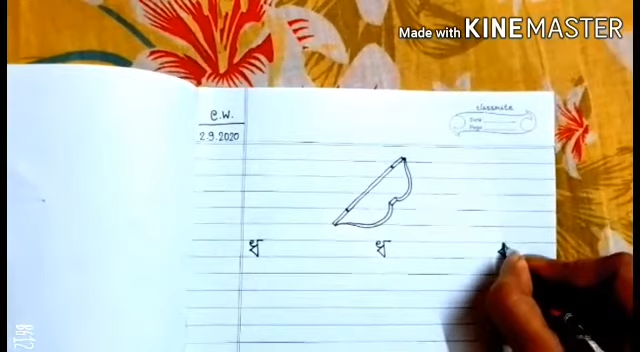 Made with KINEMASTER
classmate
Date
Page
C.W.
2.9.2020
ধ ধ